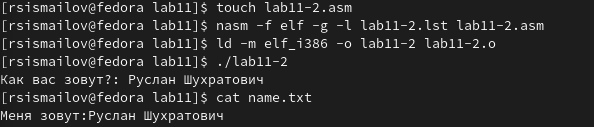 [rsismailov@fedora lab11]$ touch lab11-2.asm
[rsismailov@fedora lab11]$ nasm -f elf -g -l lab11-2.lst lab11-2.asm
[rsismailov@fedora lab11]$ ld -m elf_i386 -o lab11-2 lab11-2.o
[rsismailov@fedora lab11]$ ./lab11-2
Как вас зовут?: Руслан Шухратович
[rsismailov@fedora lab11]$ cat name.txt
Меня зовут:Руслан Шухратович